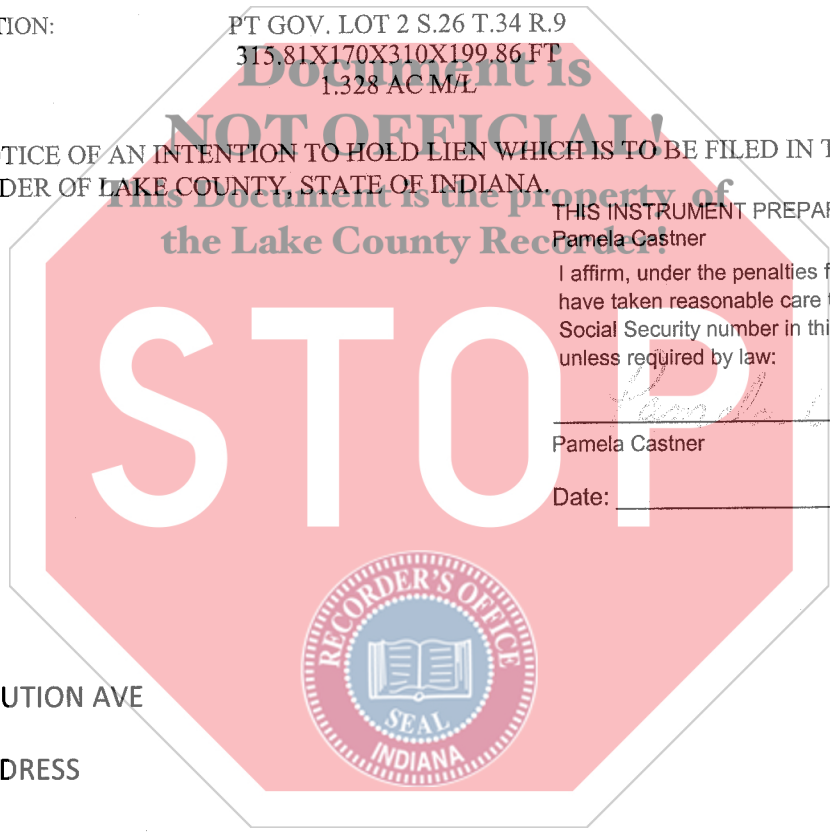 TION: PT GOV. LOT 2 S.26 T.34 R.9
315.81X170X310X199.86 FT
1.328 AC M/L
Document is
NOT OFFICIAL!
TICE OF AN INTENTION TO HOLD LIEN WHICH IS TO BE FILED IN T
DER OF LAKE COUNTY, STATE OF INDIANA.
This Document is the property of
the Lake County Recorder!
THIS INSTRUMENT PREPAR
Pamela Castner
I affirm, under the penalties f
have taken reasonable care t
Social Security number in thi
unless required by law:
STOP
Pamela
Pamela Castner
Date:
RECORDER'S OFFICE
SEAL
INDIANA
UTION AVE
DRESS